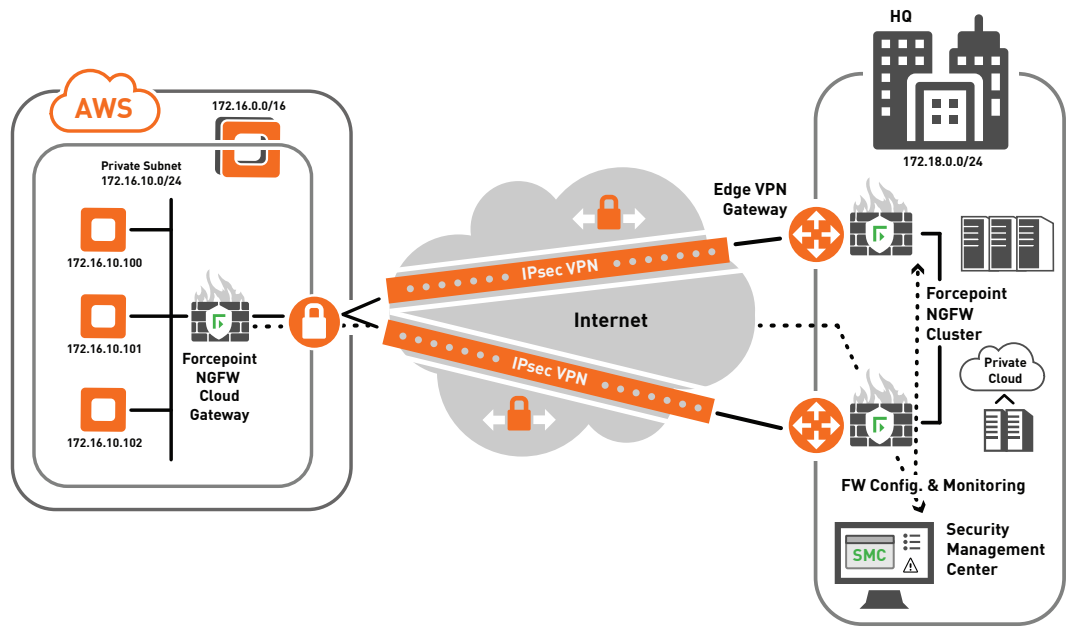 HQ
AWS
172.16.0.0/16
172.18.0.0/24
Private Subnet
172.16.10.0/24
172.16.10.100
172.16.10.101
172.16.10.102
Forcepoint
NGFW
Cloud
Gateway
IPsec VPN
Internet
IPsec VPN
Edge VPN
Gateway
Forcepoint
NGFW
Cluster
Private
Cloud
FW Config. & Monitoring
SMC
Security
Management
Center